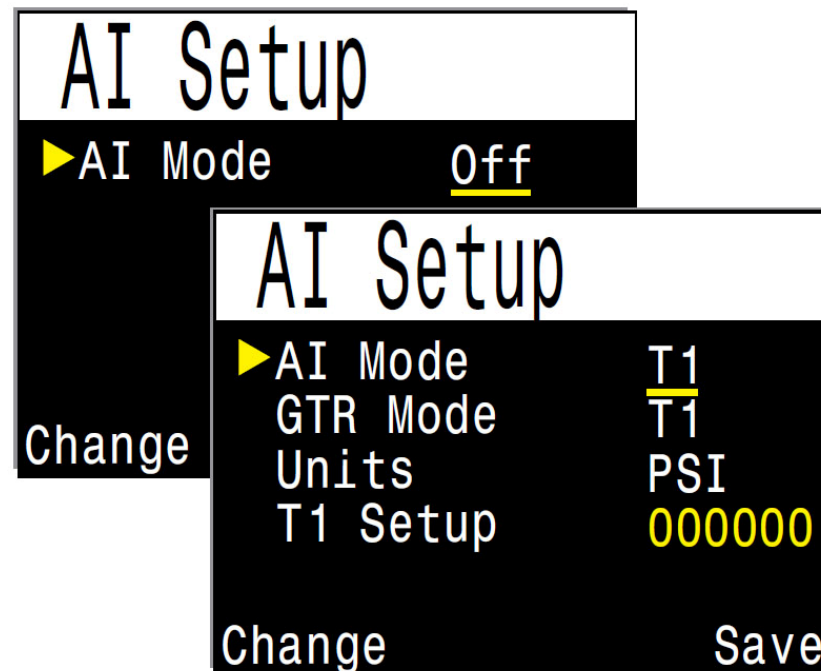 AI Setup
AI Mode Off
Change
AI Setup
AI Mode T1
GTR Mode T1
Units PSI
T1 Setup 000000
Change Save